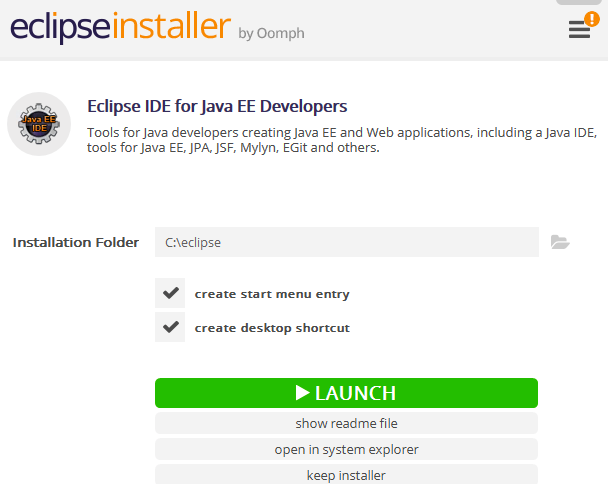 eclipseinstaller by Oomph
!
Java EE
IDE
Eclipse IDE for Java EE Developers
Tools for Java developers creating Java EE and Web applications, including a Java IDE,
tools for Java EE, JPA, JSF, Mylyn, EGit and others.
Installation Folder C:\eclipse
create start menu entry
create desktop shortcut
LAUNCH
show readme file
open in system explorer
keep installer